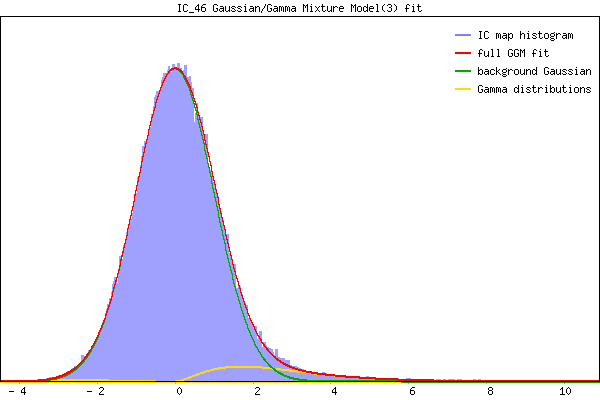 IC_46 Gaussian/Gamma Mixture Model(3) fit
IC map histogram
full GGM fit
background Gaussian
Gamma distributions
-4 -2 0 2 4 6 8 10